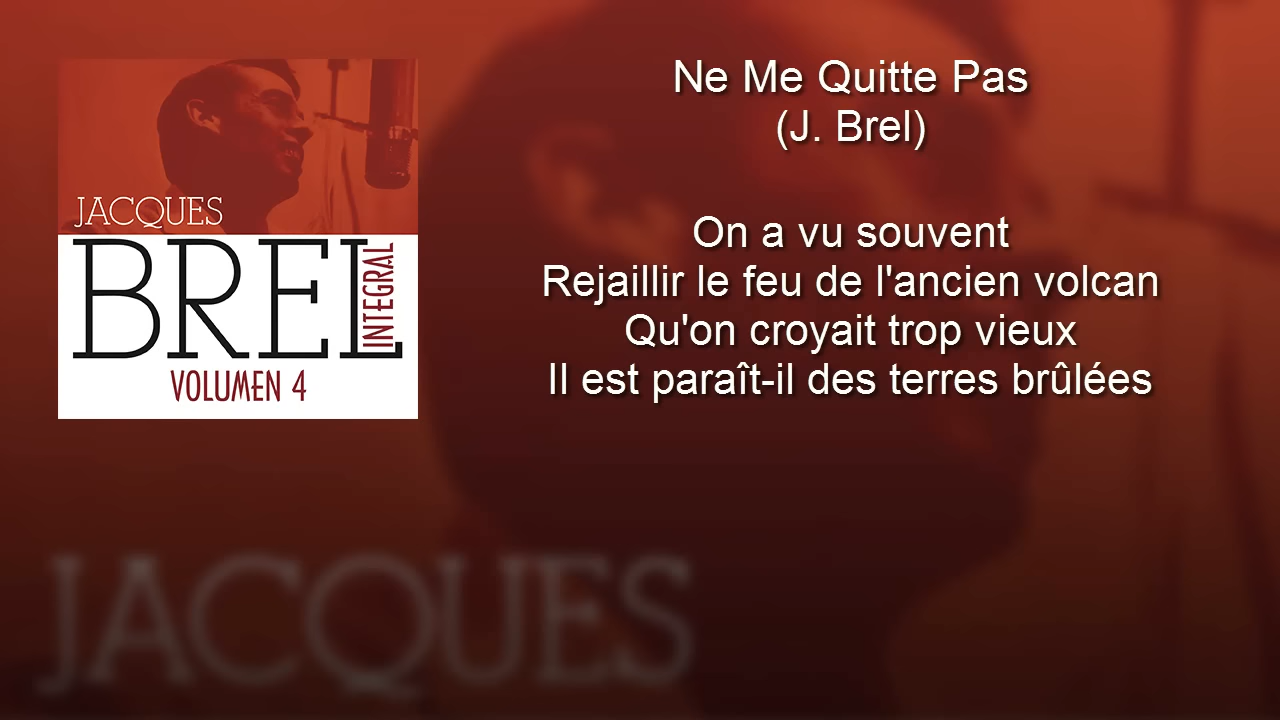 JACQUES
BREL
INTEGRAL
VOLUMEN 4
Ne Me Quitte Pas
(J. Brel)
On a vu souvent
Rejaillir le feu de l'ancien volcan
Qu'on croyait trop vieux
Il est paraît-il des terres brûlées
JACQUES